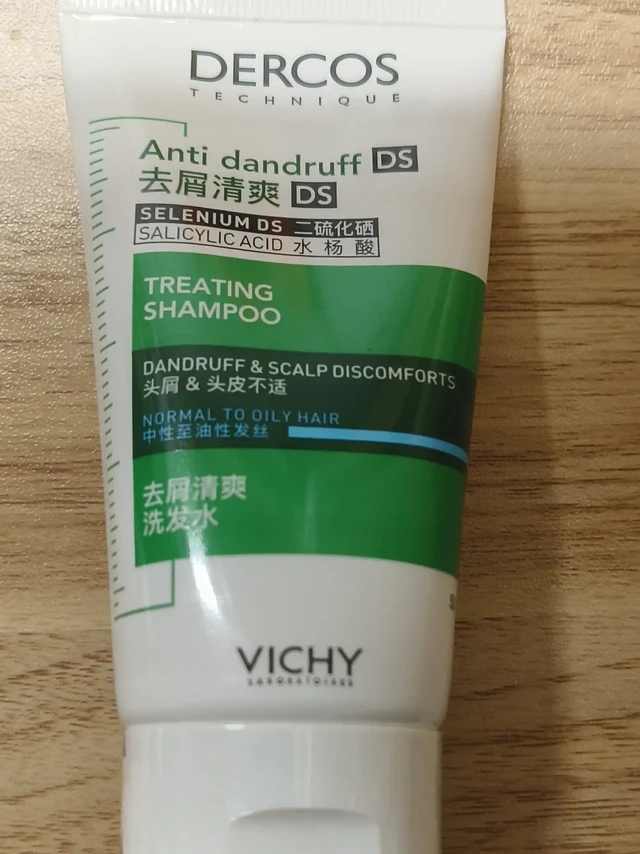 DERCOS
TECHNIQUE
Anti dandruff DS
去屑清爽 DS
SELENIUM DS 二硫化硒
SALICYLIC ACID 水杨酸
TREATING
SHAMPOO
DANDRUFF & SCALP DISCOMFORTS
头屑 & 头皮不适
NORMAL TO OILY HAIR
中性至油性发丝
去屑清爽
洗发水
VICHY
LABORATOIRES